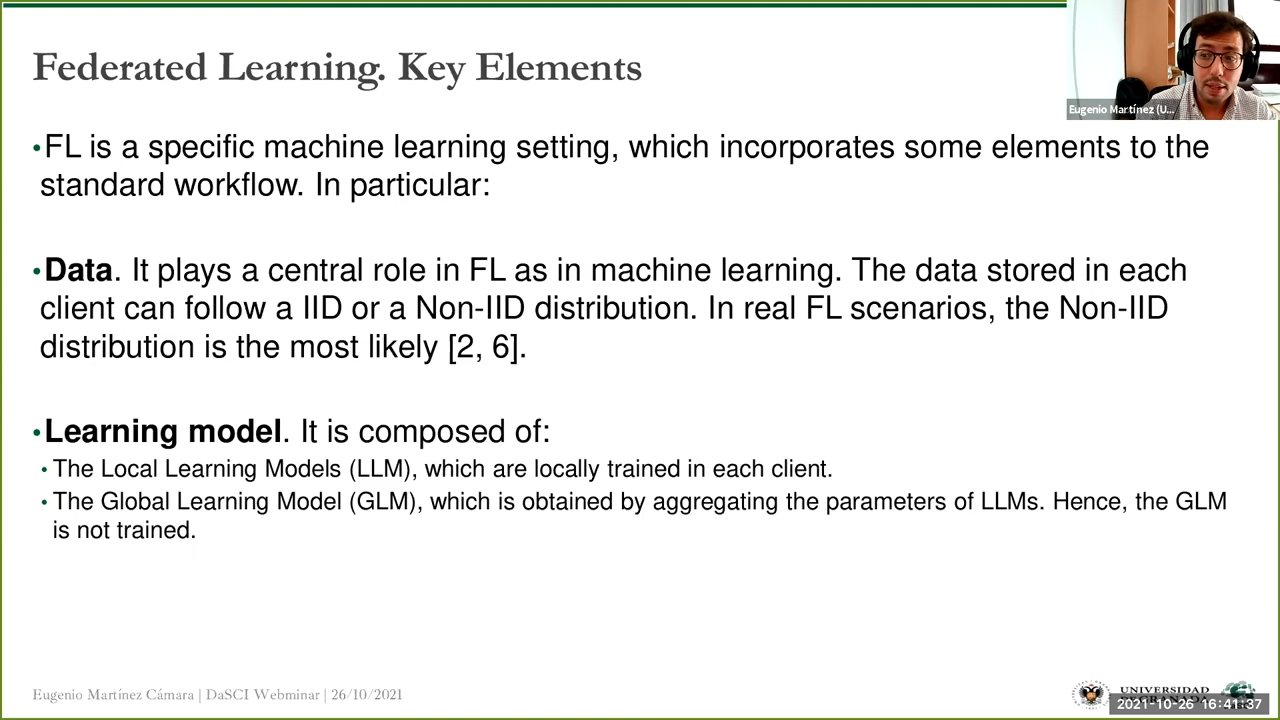 Federated Learning. Key Elements
Eugenio Martínez (U...
•FL is a specific machine learning setting, which incorporates some elements to the
standard workflow. In particular:
•Data. It plays a central role in FL as in machine learning. The data stored in each
client can follow a IID or a Non-IID distribution. In real FL scenarios, the Non-IID
distribution is the most likely [2, 6].
•Learning model. It is composed of:
•The Local Learning Models (LLM), which are locally trained in each client.
•The Global Learning Model (GLM), which is obtained by aggregating the parameters of LLMs. Hence, the GLM
is not trained.
Eugenio Martínez Cámara | DaSCI Webminar | 26/10/2021
UNIVERSIDAD
2021-10-26 16:41:37